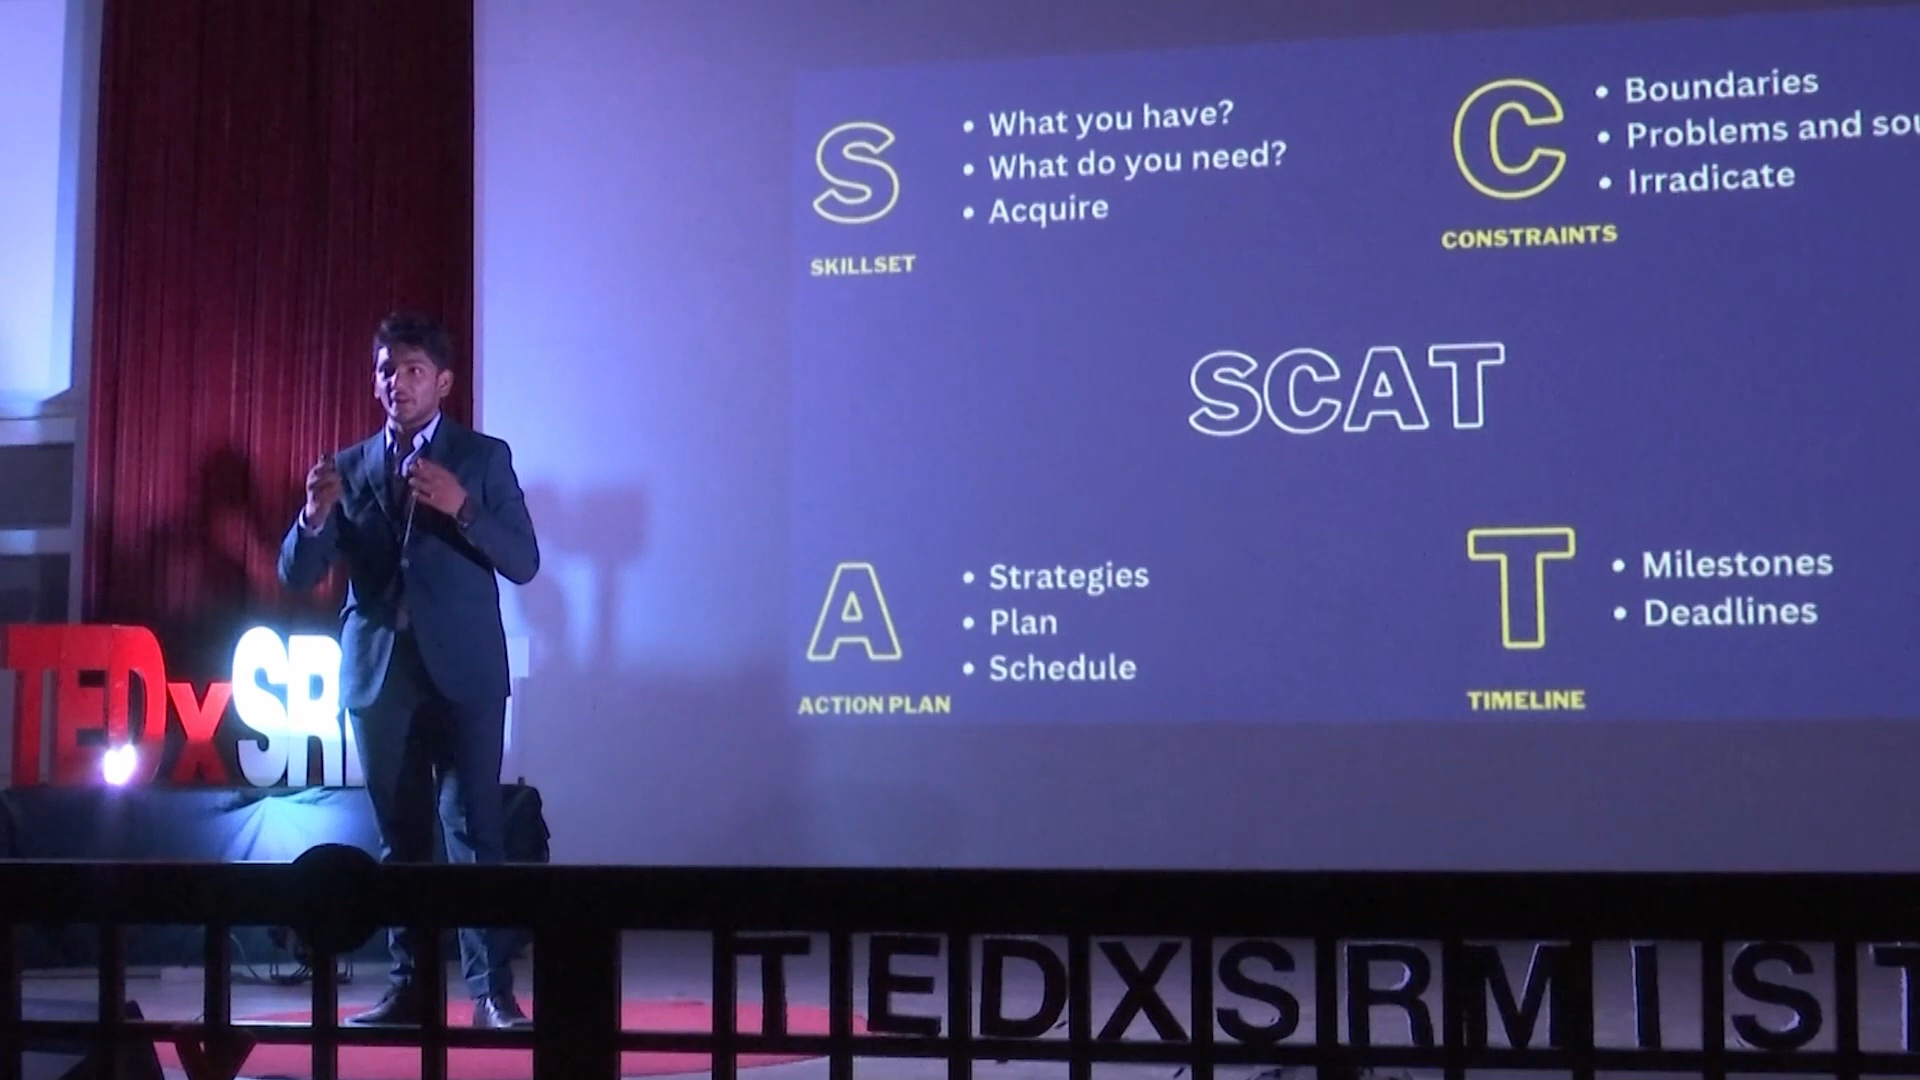 S
SKILLSET
• What you have?
• What do you need?
• Acquire
C
CONSTRAINTS
• Boundaries
• Problems and
• Irradicate
SCAT
A
ACTION PLAN
• Strategies
• Plan
• Schedule
T
TIMELINE
• Milestones
• Deadlines
TEDxSR
TEDXSRMIST